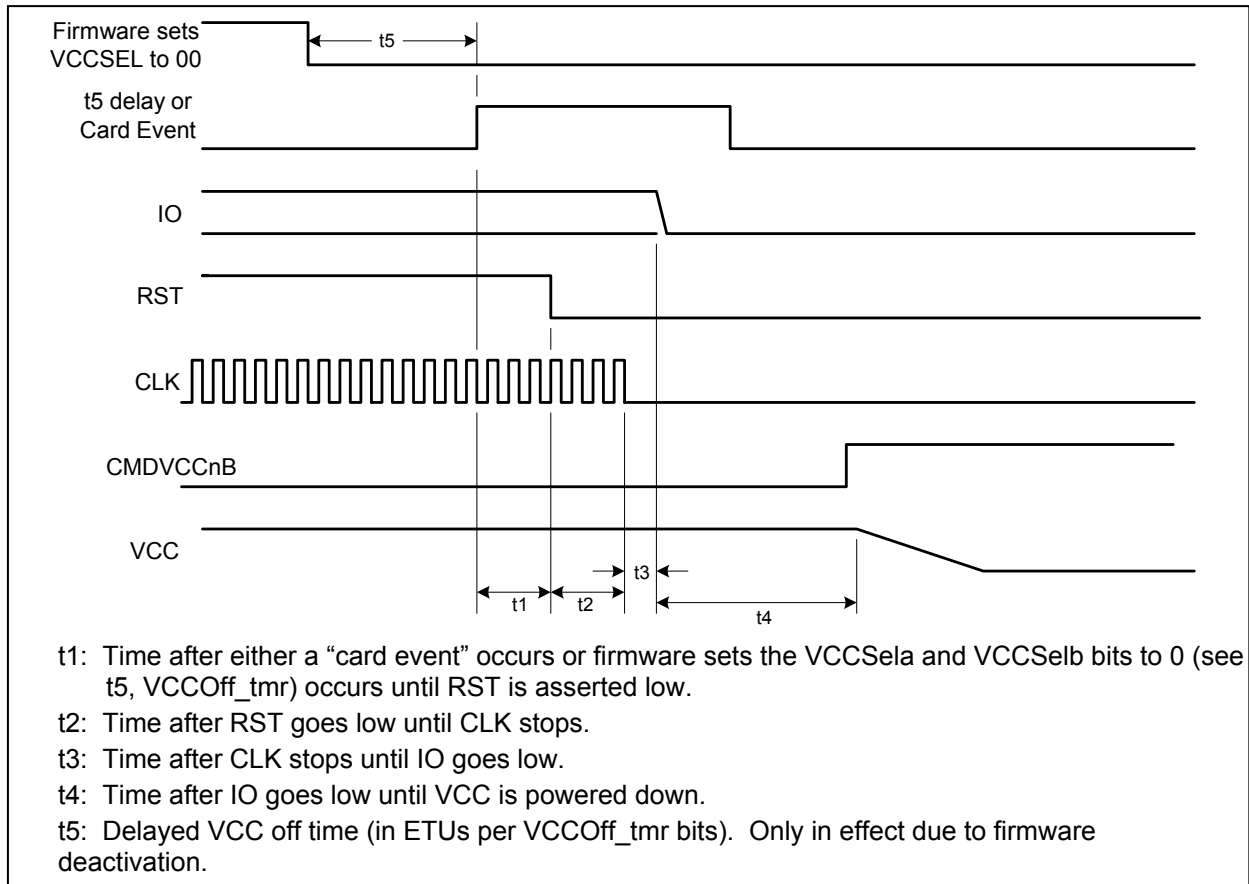 Firmware sets
VCCSEL to 00
t5
t5 delay or
Card Event
IO
RST
CLK
CMDVCCnB
VCC
t3
t1
t2
t4
t1: Time after either a “card event” occurs or firmware sets the VCCSela and VCCSelb bits to 0 (see
t5, VCCOff_tmr) occurs until RST is asserted low.
t2: Time after RST goes low until CLK stops.
t3: Time after CLK stops until IO goes low.
t4: Time after IO goes low until VCC is powered down.
t5: Delayed VCC off time (in ETUs per VCCOff_tmr bits). Only in effect due to firmware
deactivation.